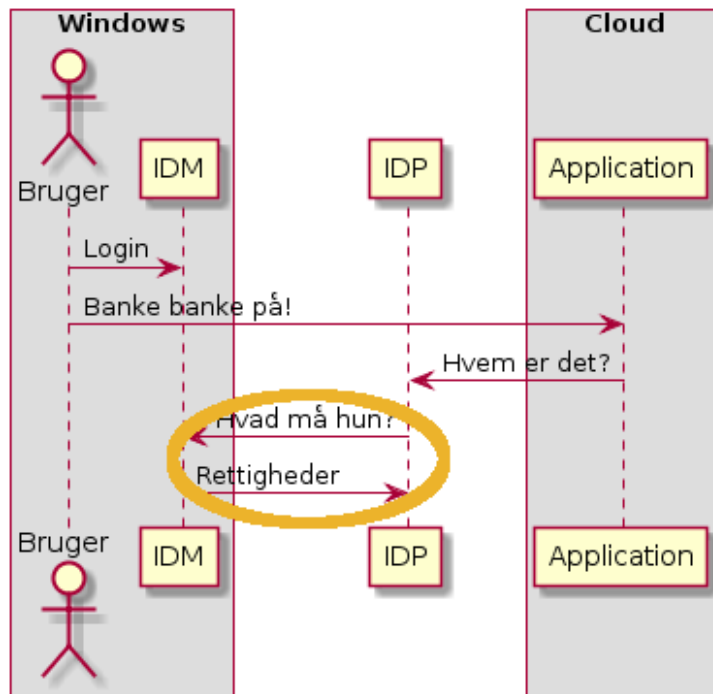 Windows
Cloud
Bruger
IDM
IDP
Application
Login
Banke banke på!
Hvem er det?
Hvad må hun?
Rettigheder
Bruger
IDM
IDP
Application